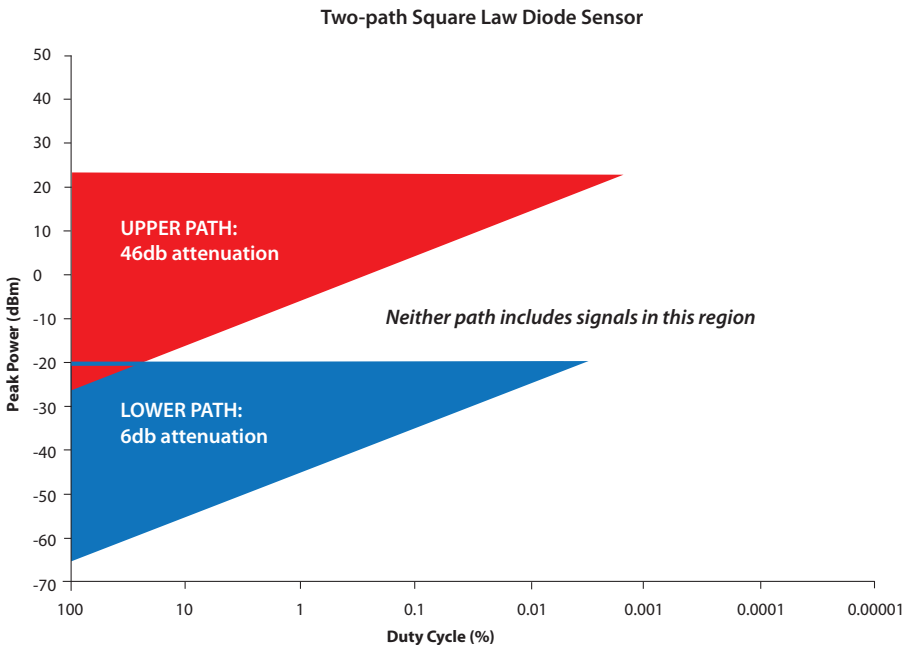 Two-path Square Law Diode Sensor
50
40
30
20
10
0
-10
-20
-30
-40
-50
-60
-70
Peak Power (dBm)
UPPER PATH:
46db attenuation
Neither path includes signals in this region
LOWER PATH:
6db attenuation
100
10
1
0.1
0.01
0.001
0.0001
0.00001
Duty Cycle (%)